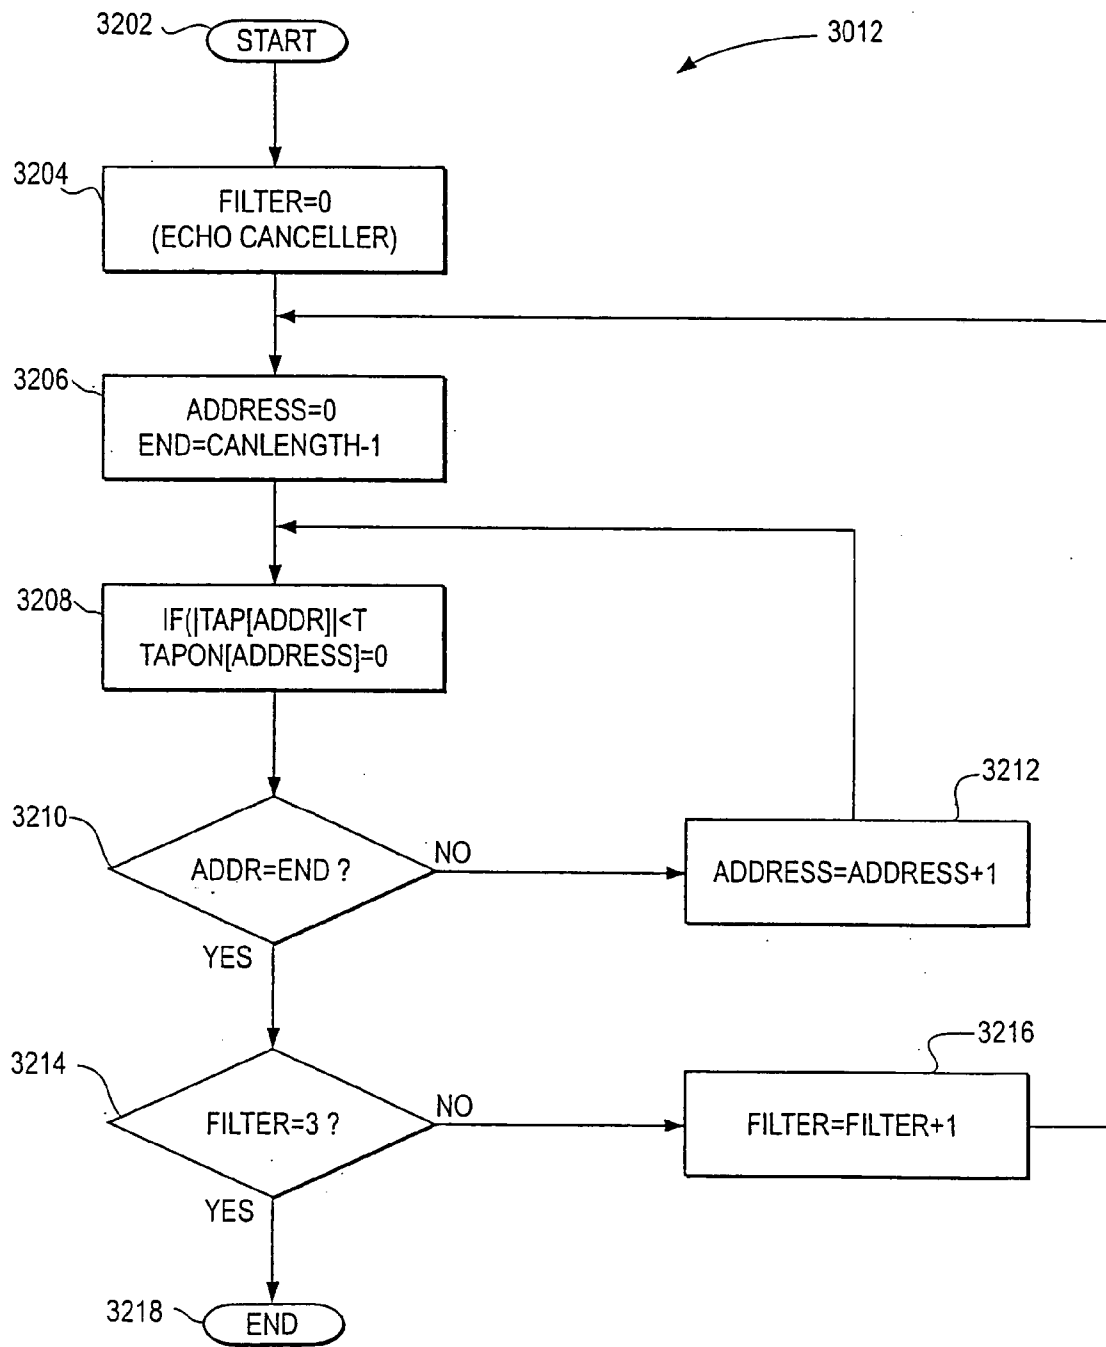 3202
START
3012
3204
FILTER=0
(ECHO CANCELLER)
3206
ADDRESS=0
END=CANLENGTH-1
3208
IF(|TAP[ADDR]|<T
TAPON[ADDRESS]=0
3210
ADDR=END ?
NO
YES
3212
ADDRESS=ADDRESS+1
3214
FILTER=3 ?
NO
YES
3216
FILTER=FILTER+1
3218
END